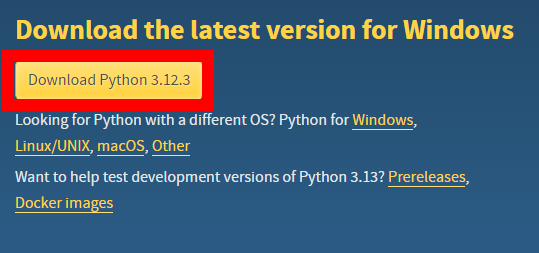 Download the latest version for Windows
Download Python 3.12.3
Looking for Python with a different OS? Python for Windows,
Linux/UNIX, macOS, Other
Want to help test development versions of Python 3.13? Prereleases,
Docker images